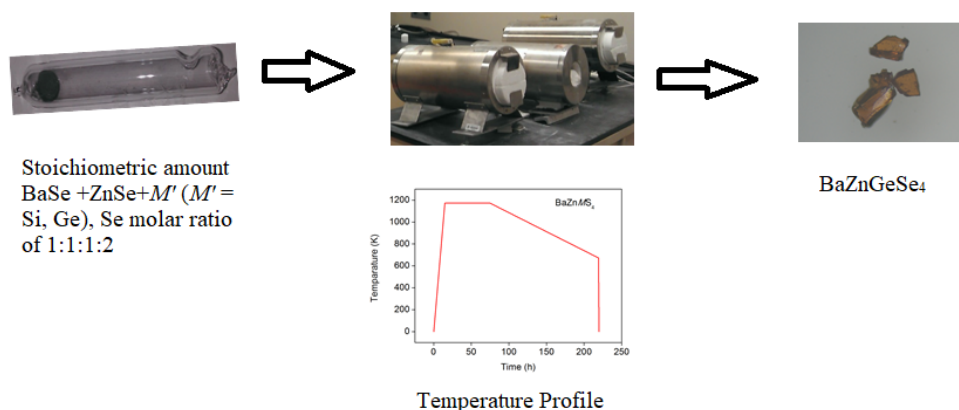 Stoichiometric amount
BaSe +ZnSe+M' (M' =
Si, Ge), Se molar ratio
of 1:1:1:2
BaZnGeSe₄
BaZnMS₄
1200
1000
800
600
400
200
0
Temparature (K)
0 50 100 150 200 250
Time (h)
Temperature Profile